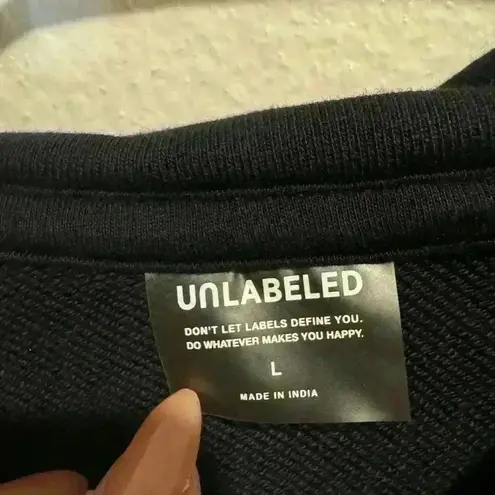 UNLABELED
DON'T LET LABELS DEFINE YOU.
DO WHATEVER MAKES YOU HAPPY.
L
MADE IN INDIA